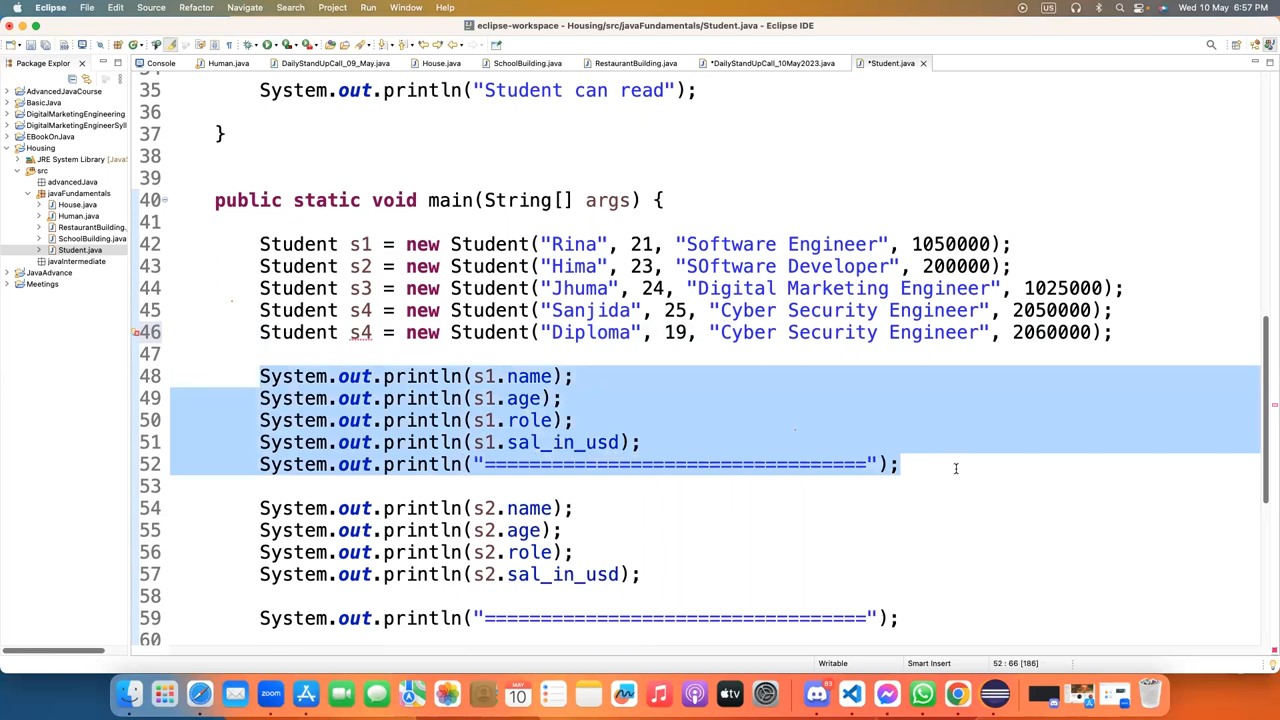 Eclipse File Edit Source Refactor Navigate Search Project Run Window Help US Wed 10 May 6:57 PM
eclipse-workspace - Housing/src/javaFundamentals/Student.java - Eclipse IDE
Package Explor Console Human.java DailyStandUpCall_09_May.java House.java SchoolBuilding.java RestaurantBuilding.java *DailyStandUpCall_10May2023.java *Student.java
AdvancedJavaCourse
BasicJava
DigitalMarketingEngineering
DigitalMarketingEngineerSyll
EBookOnJava
Housing
JRE System Library [Java
src
advancedJava
javaFundamentals
House.java
Human.java
RestaurantBuilding.
SchoolBuilding.java
Student.java
javaIntermediate
JavaAdvance
Meetings
34
35 System.out.println("Student can read");
36
37 }
38
39
40 public static void main(String[] args) {
41
42 Student s1 = new Student("Rina", 21, "Software Engineer", 1050000);
43 Student s2 = new Student("Hima", 23, "SOftware Developer", 200000);
44 Student s3 = new Student("Jhuma", 24, "Digital Marketing Engineer", 1025000);
45 Student s4 = new Student("Sanjida", 25, "Cyber Security Engineer", 2050000);
46 Student s4 = new Student("Diploma", 19, "Cyber Security Engineer", 2060000);
47
48 System.out.println(s1.name);
49 System.out.println(s1.age);
50 System.out.println(s1.role);
51 System.out.println(s1.sal_in_usd);
52 System.out.println("==================================");
53
54 System.out.println(s2.name);
55 System.out.println(s2.age);
56 System.out.println(s2.role);
57 System.out.println(s2.sal_in_usd);
59 System.out.println("==================================");
60
Writable Smart Insert 52 : 66 [186]
zoom MAY 10 tv 83